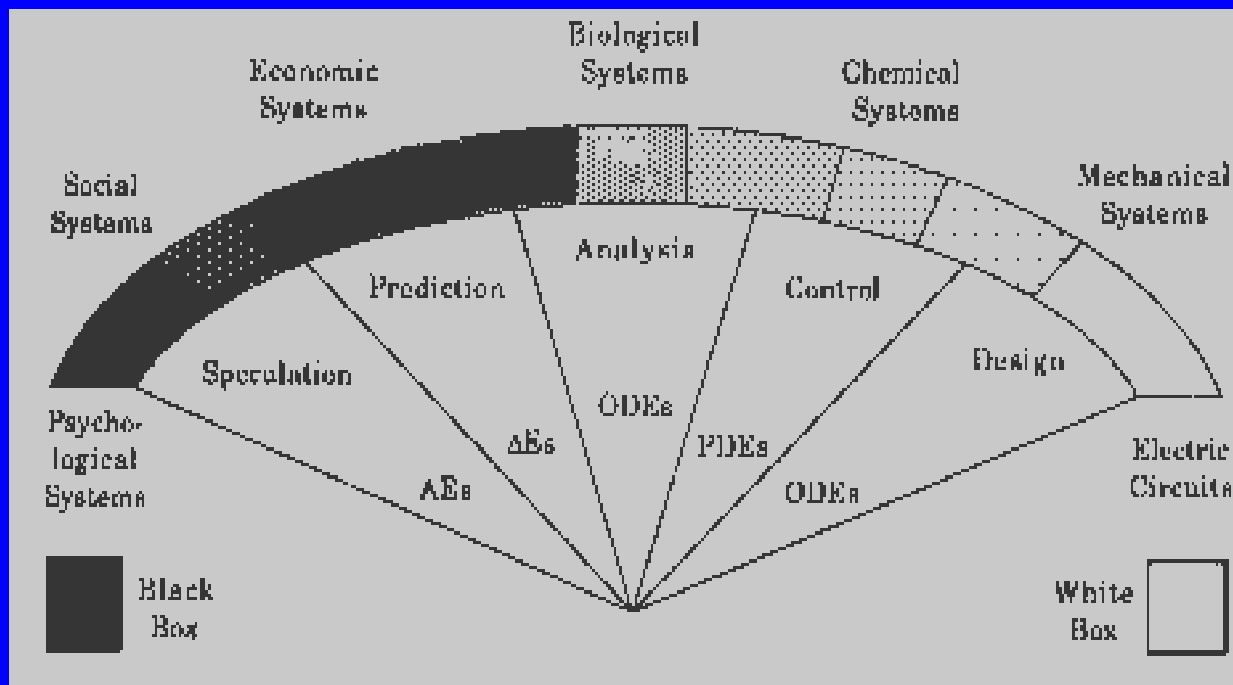 Biological
Systems
Economic
Systems
Chemical
Systems
Social
Systems
Mechanical
Systems
Analysis
Prediction
Control
Speculation
Design
ODEs
ΔEs
PDEs
AEs
ODEs
Psycho-
logical
Systems
Electric
Circuits
Black
Box
White
Box